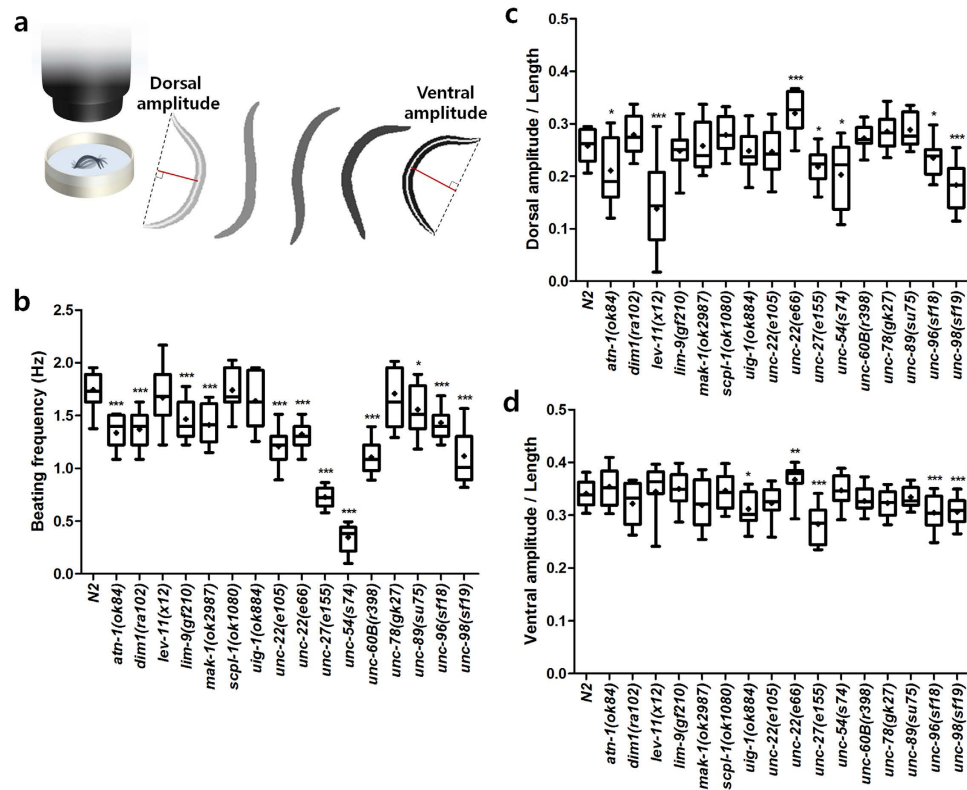 a
Dorsal
amplitude
Ventral
amplitude
b
Beating frequency (Hz)
2.5
2.0
1.5
1.0
0.5
0.0
*** *** *** *** *** *** *** *** *** * *** ***
N2
atn-1(ok84)
dim1(ra102)
lev-11(x12)
lim-9(gf210)
mak-1(ok2987)
scpl-1(ok1080)
uig-1(ok884)
unc-22(e105)
unc-22(e66)
unc-27(e155)
unc-54(s74)
unc-60B(r398)
unc-78(gk27)
unc-89(su75)
unc-96(sf18)
unc-98(sf19)
c
Dorsal amplitude / Length
0.5
0.4
0.3
0.2
0.1
0.0
* *** *** * * * ***
N2
atn-1(ok84)
dim1(ra102)
lev-11(x12)
lim-9(gf210)
mak-1(ok2987)
scpl-1(ok1080)
uig-1(ok884)
unc-22(e105)
unc-22(e66)
unc-27(e155)
unc-54(s74)
unc-60B(r398)
unc-78(gk27)
unc-89(su75)
unc-96(sf18)
unc-98(sf19)
d
Ventral amplitude / Length
0.5
0.4
0.3
0.2
0.1
0.0
* ** *** *** ***
N2
atn-1(ok84)
dim1(ra102)
lev-11(x12)
lim-9(gf210)
mak-1(ok2987)
scpl-1(ok1080)
uig-1(ok884)
unc-22(e105)
unc-22(e66)
unc-27(e155)
unc-54(s74)
unc-60B(r398)
unc-78(gk27)
unc-89(su75)
unc-96(sf18)
unc-98(sf19)